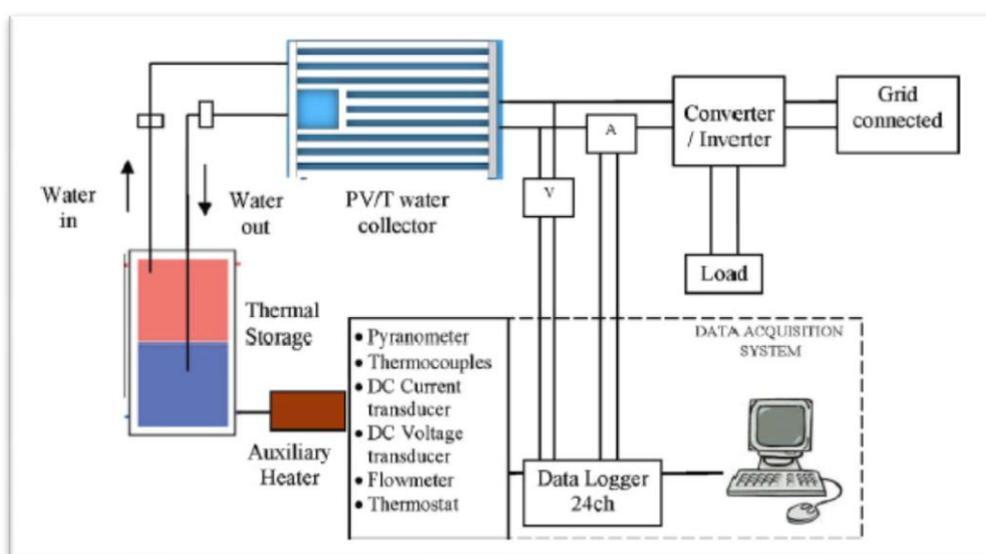 Water
in
Water
out
PV/T water
collector
A
V
Converter
/ Inverter
Grid
connected
Load
Thermal
Storage
Auxiliary
Heater
• Pyranometer
• Thermocouples
• DC Current
transducer
• DC Voltage
transducer
• Flowmeter
• Thermostat
DATA ACQUISITION
SYSTEM
Data Logger
24ch